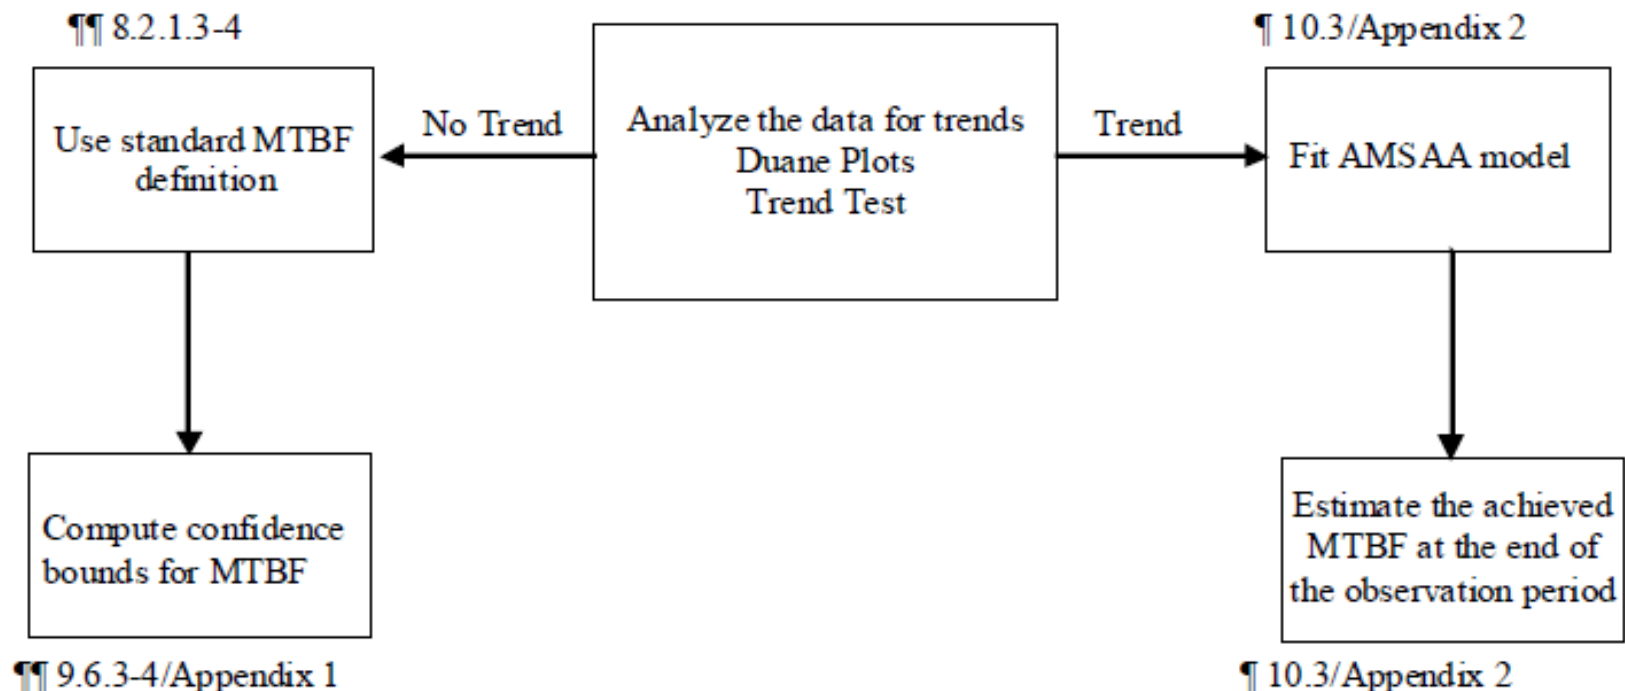 ¶¶ 8.2.1.3-4
¶ 10.3/Appendix 2
Use standard MTBF
definition
No Trend
Analyze the data for trends
Duane Plots
Trend Test
Trend
Fit AMSAA model
Compute confidence
bounds for MTBF
Estimate the achieved
MTBF at the end of
the observation period
¶¶ 9.6.3-4/Appendix 1
¶ 10.3/Appendix 2